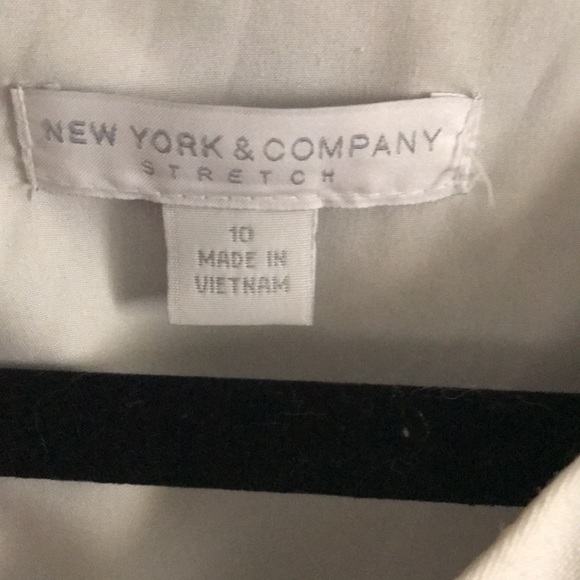 NEW YORK & COMPANY
STRETCH
10
MADE IN
VIETNAM